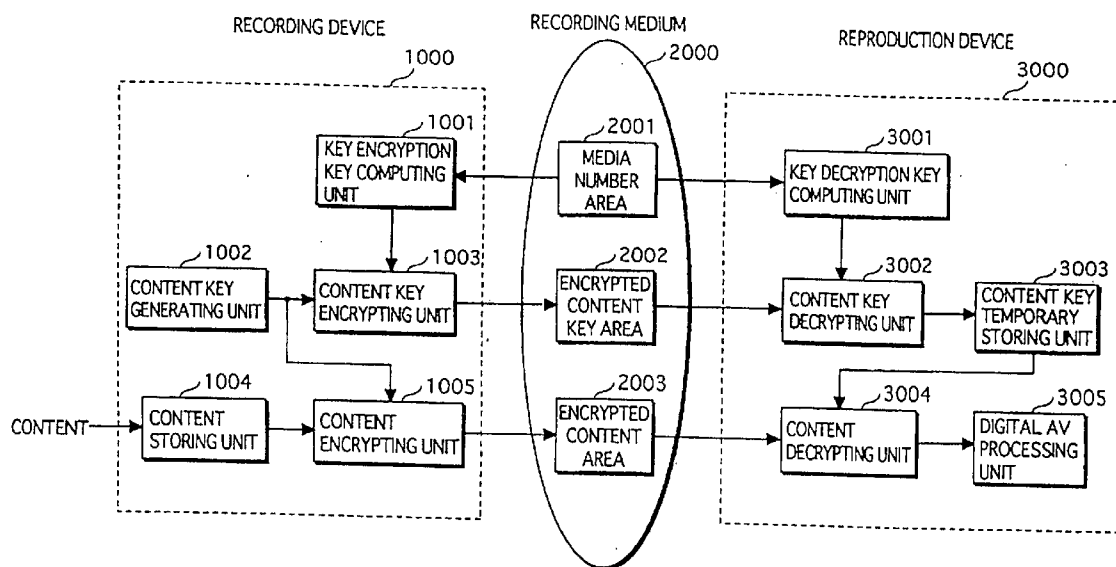 RECORDING DEVICE
RECORDING MEDIUM
REPRODUCTION DEVICE
1000
2000
3000
1001
KEY ENCRYPTION
KEY COMPUTING
UNIT
2001
MEDIA
NUMBER
AREA
3001
KEY DECRYPTION KEY
COMPUTING UNIT
1002
CONTENT KEY
GENERATING UNIT
1003
CONTENT KEY
ENCRYPTING UNIT
2002
ENCRYPTED
CONTENT
KEY AREA
3002
CONTENT KEY
DECRYPTING UNIT
3003
CONTENT KEY
TEMPORARY
STORING UNIT
CONTENT
1004
CONTENT
STORING UNIT
1005
CONTENT
ENCRYPTING UNIT
2003
ENCRYPTED
CONTENT
AREA
3004
CONTENT
DECRYPTING UNIT
3005
DIGITAL AV
PROCESSING
UNIT